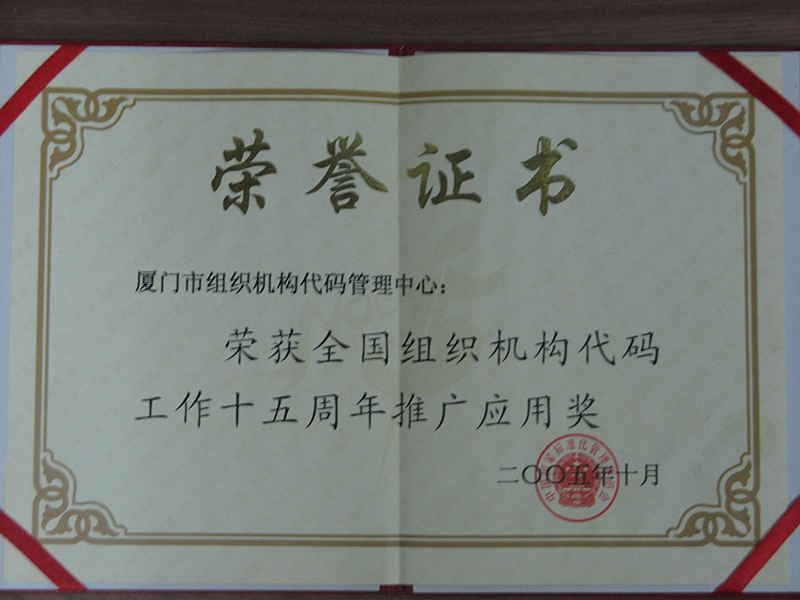 荣誉证书
厦门市组织机构代码管理中心：
荣获全国组织机构代码
工作十五周年推广应用奖
二〇〇五年十月